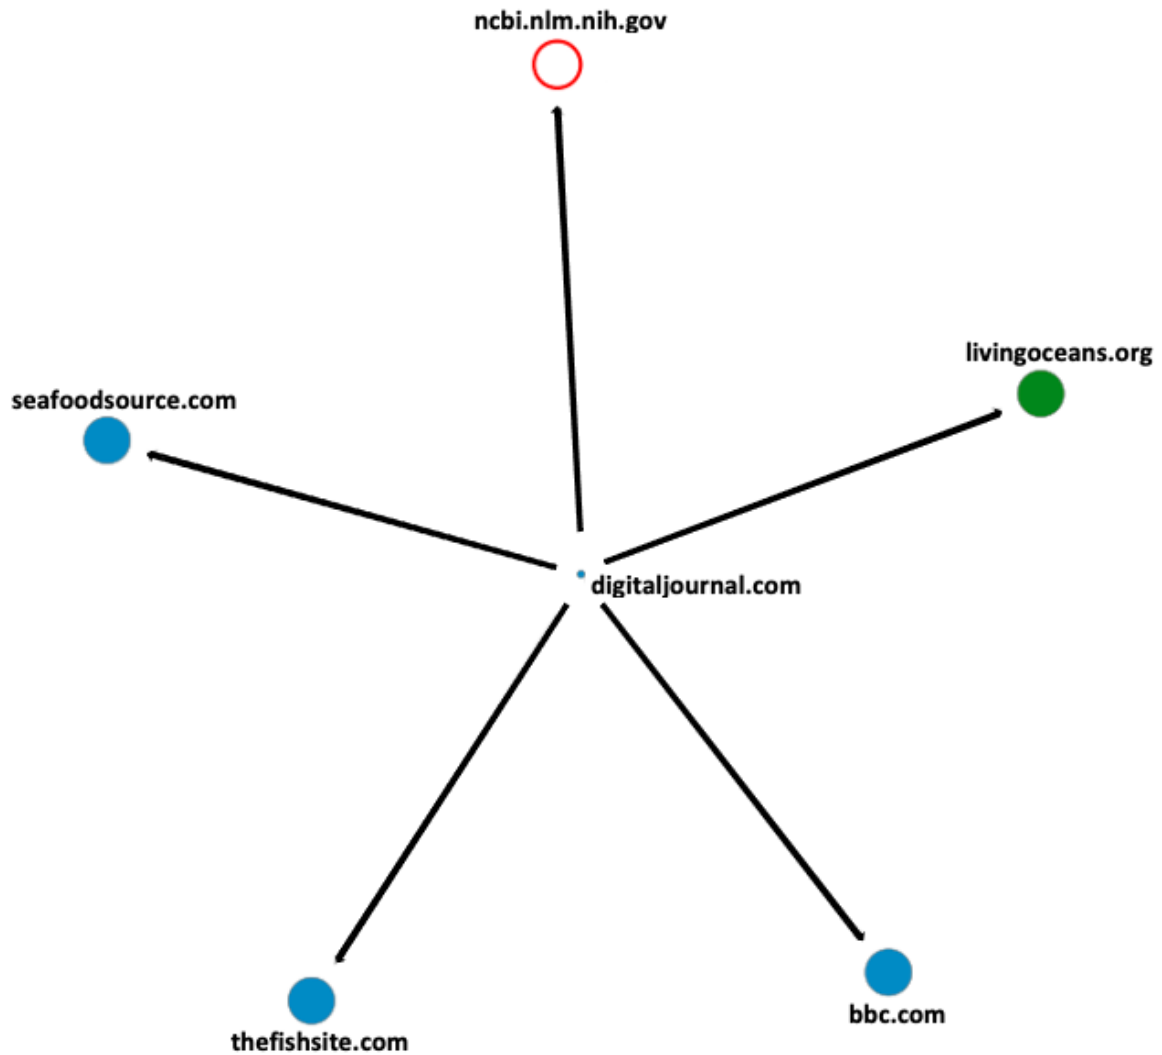 ncbi.nlm.nih.gov
livingoceans.org
seafoodsource.com
digitaljournal.com
bbc.com
thefishsite.com